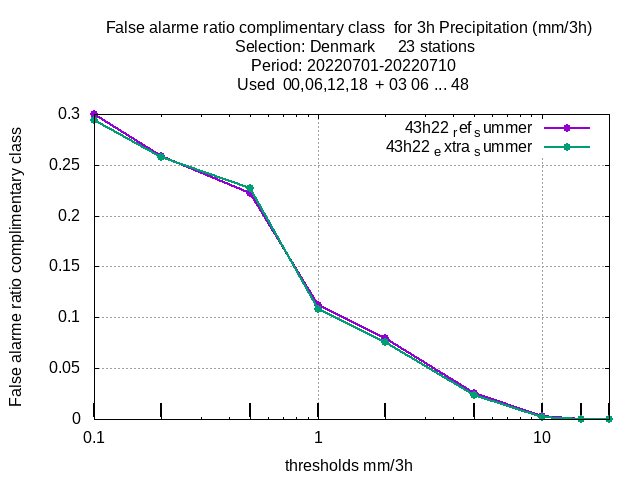 False alarme ratio complimentary class  for 3h Precipitation (mm/3h)
Selection: Denmark     23 stations
Period: 20220701-20220710
Used  00,06,12,18  + 03 06 ... 48
43h22 ref summer
43h22 extra summer
False alarme ratio complimentary class
0.3
0.25
0.2
0.15
0.1
0.05
0
0.1
1
10
thresholds mm/3h